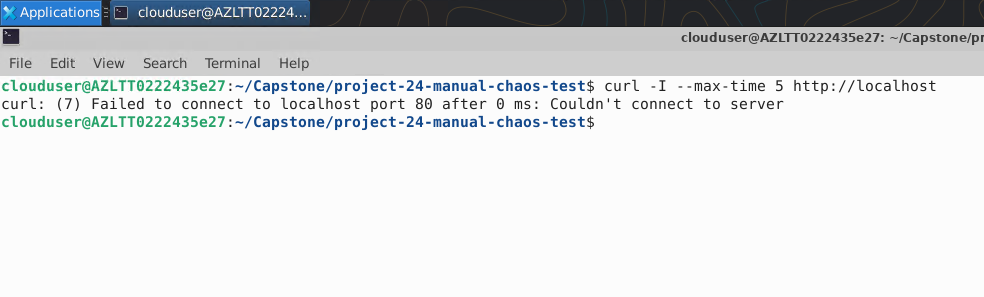 Applications
clouduser@AZLTT02224...
clouduser@AZLTT0222435e27: ~/Capstone/pr
File Edit View Search Terminal Help
clouduser@AZLTT0222435e27:~/Capstone/project-24-manual-chaos-test$ curl -I --max-time 5 http://localhost
curl: (7) Failed to connect to localhost port 80 after 0 ms: Couldn't connect to server
clouduser@AZLTT0222435e27:~/Capstone/project-24-manual-chaos-test$